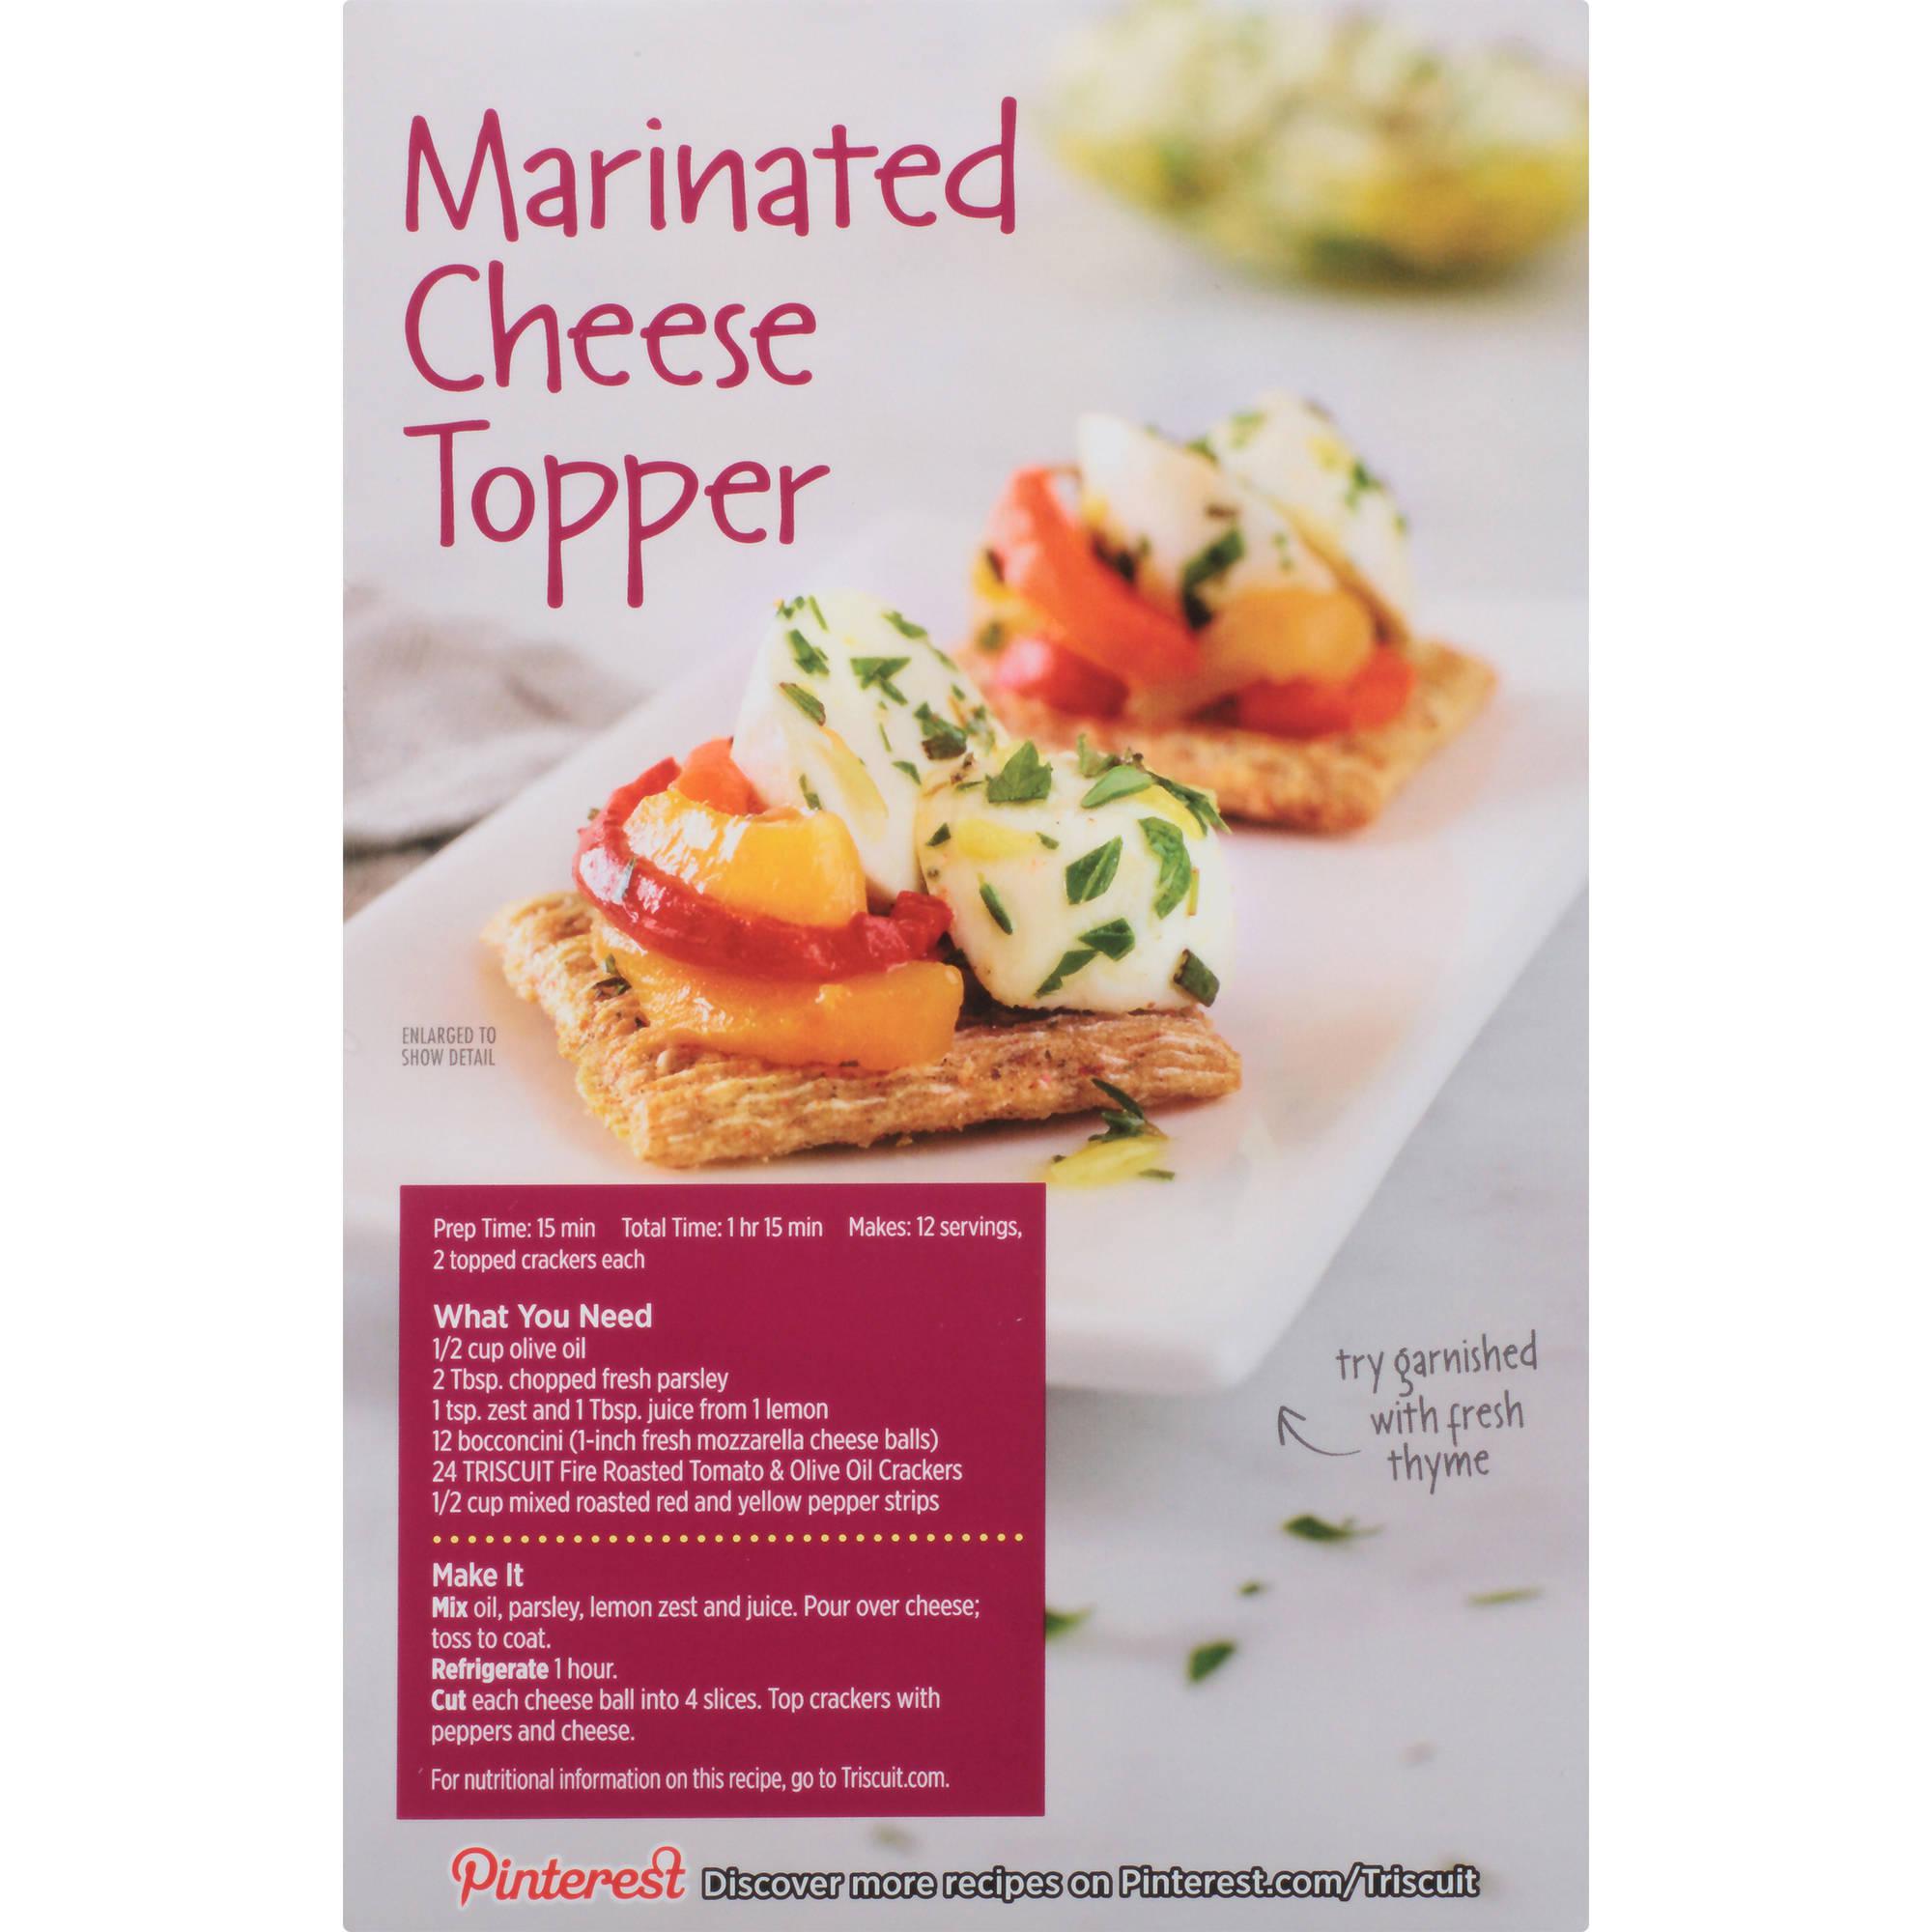 Marinated
Cheese
Topper
ENLARGED TO
SHOW DETAIL
Prep Time: 15 min Total Time: 1 hr 15 min Makes: 12 servings,
2 topped crackers each
What You Need
1/2 cup olive oil
2 Tbsp. chopped fresh parsley
1 tsp. zest and 1 Tbsp. juice from 1 lemon
12 bocconcini (1-inch fresh mozzarella cheese balls)
24 TRISCUIT Fire Roasted Tomato & Olive Oil Crackers
1/2 cup mixed roasted red and yellow pepper strips
Make It
Mix oil, parsley, lemon zest and juice. Pour over cheese;
toss to coat.
Refrigerate 1 hour.
Cut each cheese ball into 4 slices. Top crackers with
peppers and cheese.
For nutritional information on this recipe, go to Triscuit.com.
try garnished
with fresh
thyme
Pinterest Discover more recipes on Pinterest.com/Triscuit